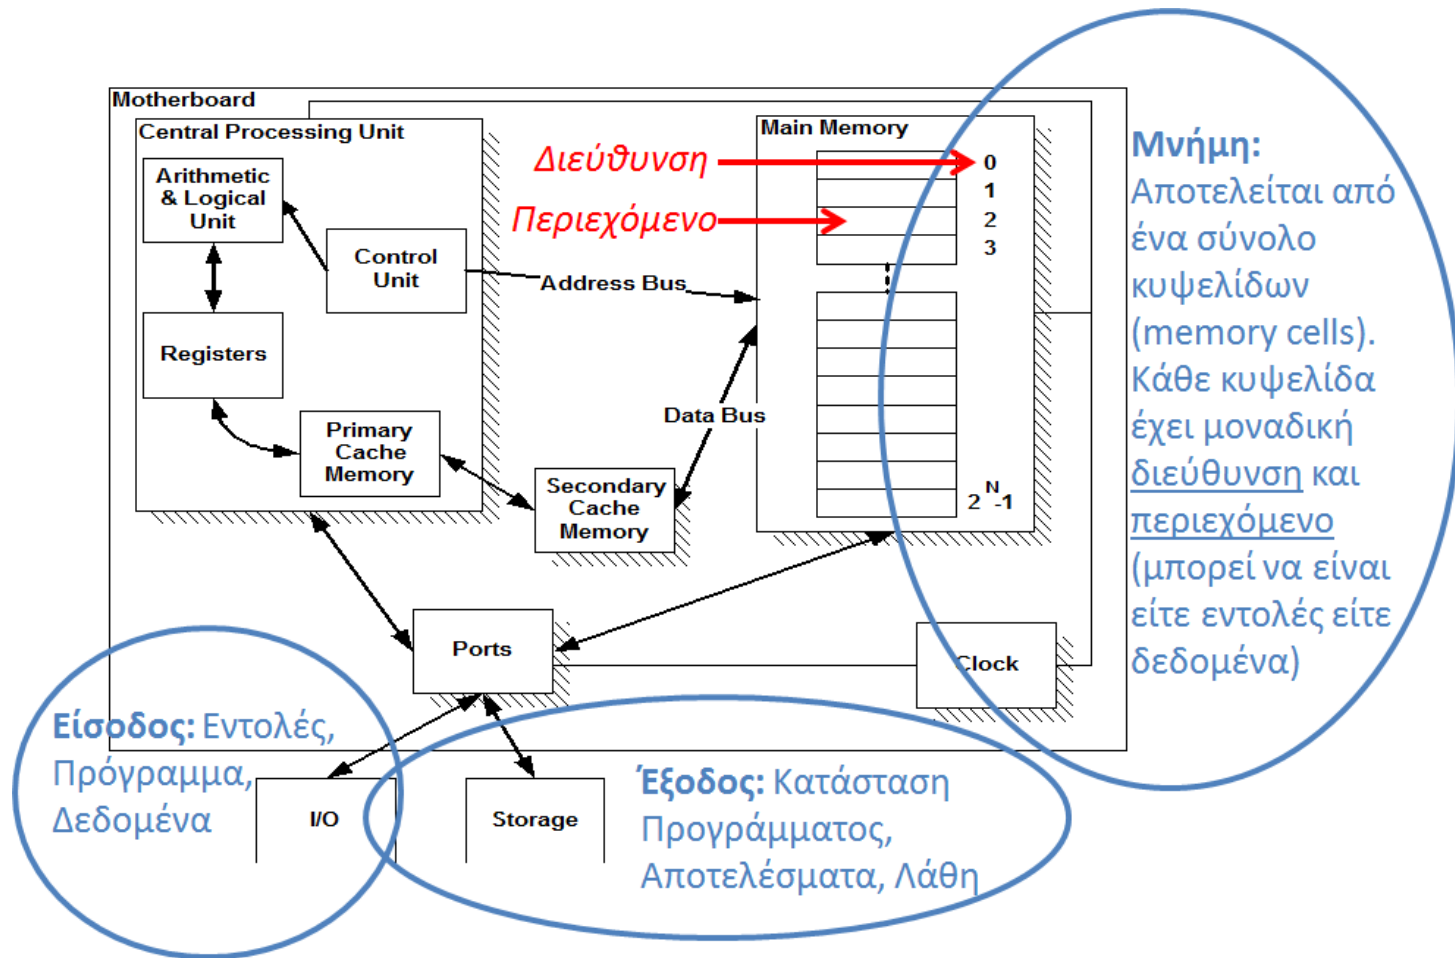 Motherboard
Central Processing Unit
Arithmetic
& Logical
Unit
Control
Unit
Registers
Primary
Cache
Memory
Secondary
Cache
Memory
Address Bus
Data Bus
Main Memory
Διεύθυνση
Περιεχόμενο
0
1
2
3
2^N-1
Μνήμη:
Αποτελείται από
ένα σύνολο
κυψελίδων
(memory cells).
Κάθε κυψελίδα
έχει μοναδική
διεύθυνση και
περιεχόμενο
(μπορεί να είναι
είτε εντολές είτε
δεδομένα)
Ports
Clock
Είσοδος: Εντολές,
Πρόγραμμα,
Δεδομένα
I/O
Storage
Έξοδος: Κατάσταση
Προγράμματος,
Αποτελέσματα, Λάθη